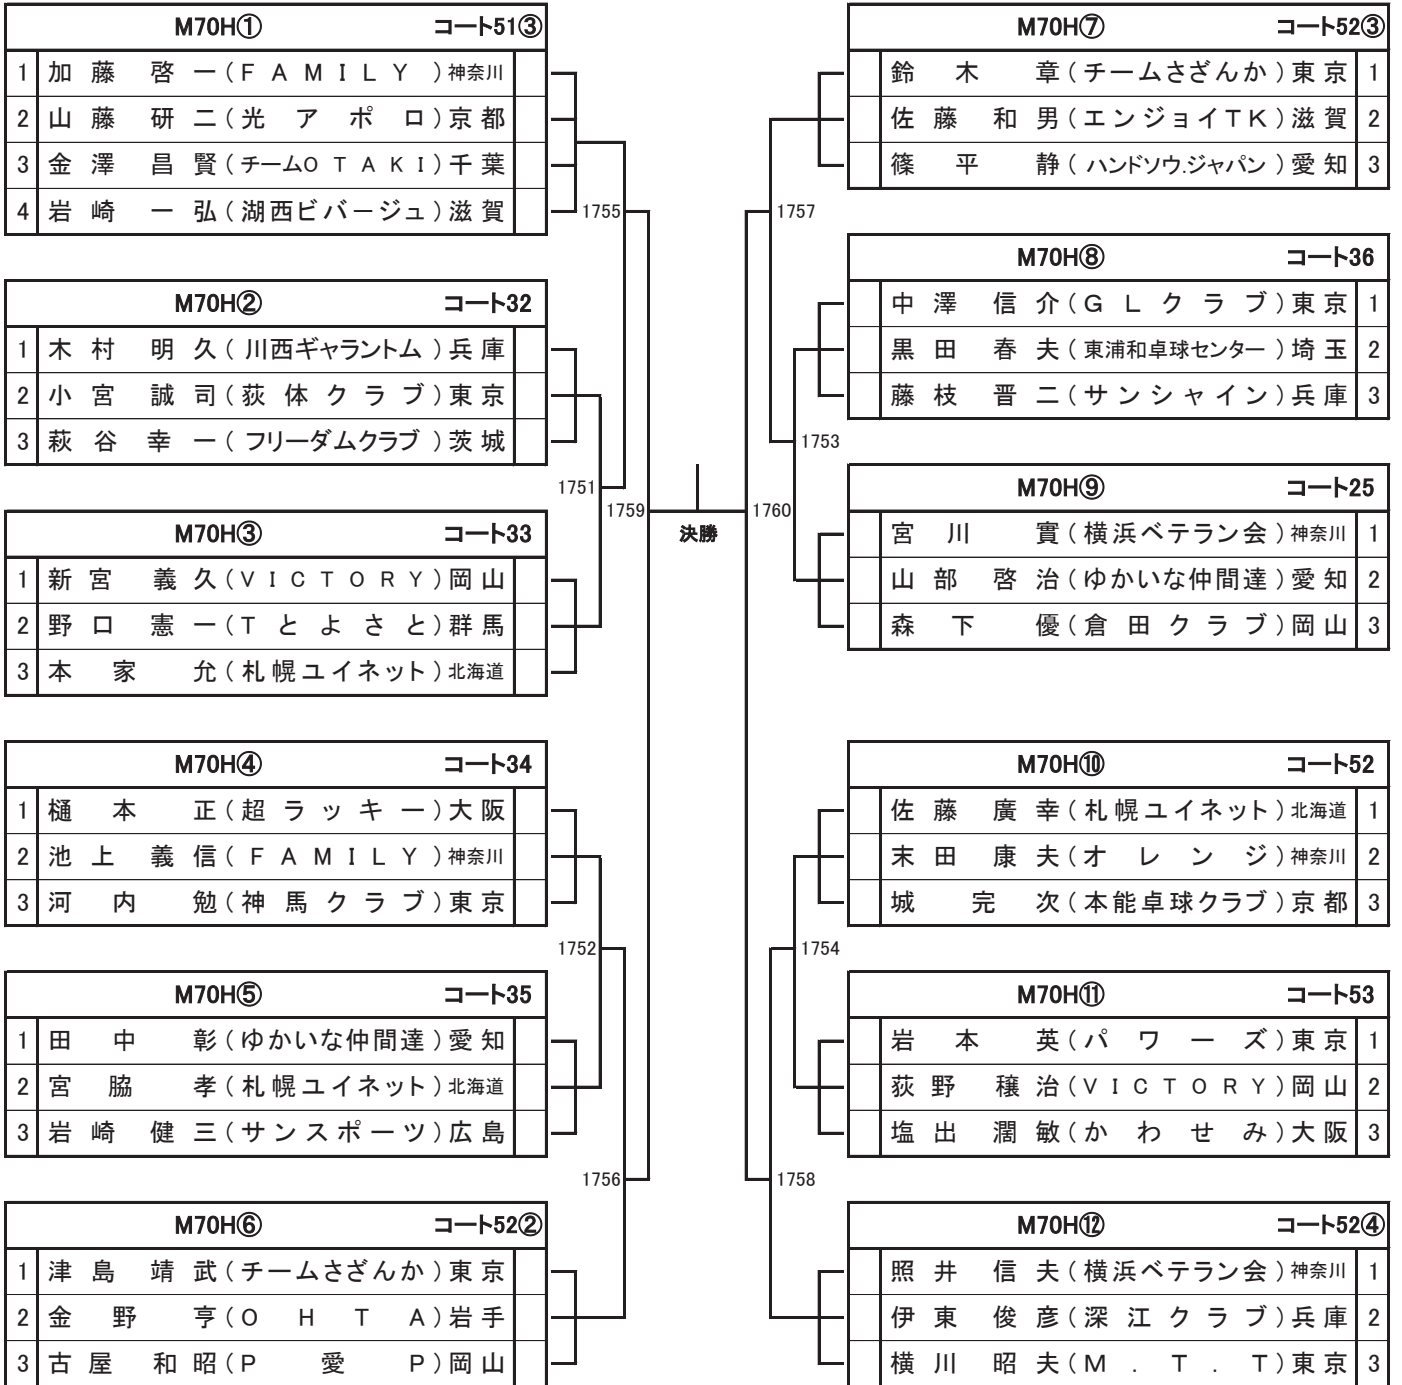 M70H① コート51③
1 加藤 啓一(FAMILY)神奈川
2 山藤 研二(光アポロ)京都
3 金澤 昌賢(チームOTAKI)千葉
4 岩崎 一弘(湖西ビバージュ)滋賀
M70H② コート32
1 木村 明久(川西ギャラントム)兵庫
2 小宮 誠司(荻体クラブ)東京
3 萩谷 幸一(フリーダムクラブ)茨城
M70H③ コート33
1 新宮 義久(VICTORY)岡山
2 野口 憲一(Tとよさと)群馬
3 本家 允(札幌ユイネット)北海道
M70H④ コート34
1 樋本 正(超ラッキー)大阪
2 池上 義信(FAMILY)神奈川
3 河内 勉(神馬クラブ)東京
M70H⑤ コート35
1 田中 彰(ゆかいな仲間達)愛知
2 宮脇 孝(札幌ユイネット)北海道
3 岩崎 健三(サンスポーツ)広島
M70H⑥ コート52②
1 津島 靖武(チームさざんか)東京
2 金野 亨(OHTA)岩手
3 古屋 和昭(P愛P)岡山
1755
1751
1759
1752
1756
決勝
1757
1753
1760
1754
1758
M70H⑦ コート52③
鈴木 章(チームさざんか)東京 1
佐藤 和男(エンジョイTK)滋賀 2
篠平 静(ハンドソウ.ジャパン)愛知 3
M70H⑧ コート36
中澤 信介(GLクラブ)東京 1
黒田 春夫(東浦和卓球センター)埼玉 2
藤枝 晋二(サンシャイン)兵庫 3
M70H⑨ コート25
宮川 實(横浜ベテラン会)神奈川 1
山部 啓治(ゆかいな仲間達)愛知 2
森下 優(倉田クラブ)岡山 3
M70H⑩ コート52
佐藤 廣幸(札幌ユイネット)北海道 1
末田 康夫(オレンジ)神奈川 2
城 完次(本能卓球クラブ)京都 3
M70H⑪ コート53
岩本 英(パワーズ)東京 1
荻野 穣治(VICTORY)岡山 2
塩出 濶敏(かわせみ)大阪 3
M70H⑫ コート52④
照井 信夫(横浜ベテラン会)神奈川 1
伊東 俊彦(深江クラブ)兵庫 2
横川 昭夫(M.T.T)東京 3